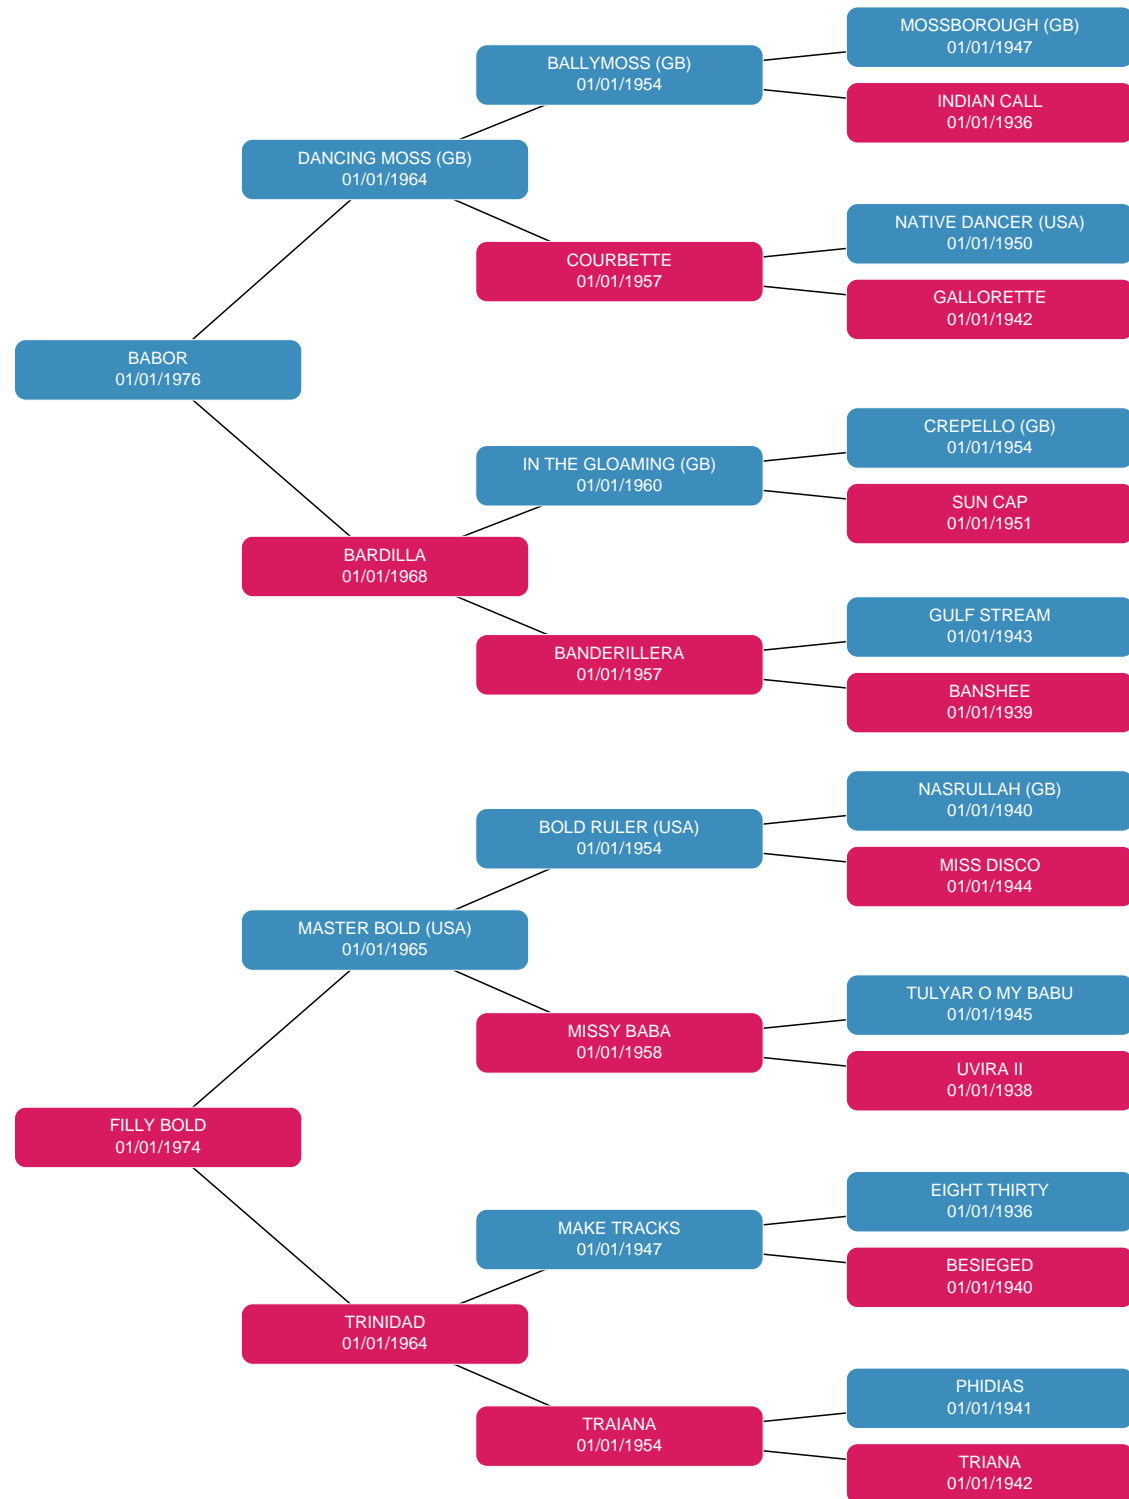 MOSSBOROUGH (GB)
01/01/1947
BALLYMOSS (GB)
01/01/1954
INDIAN CALL
01/01/1936
DANCING MOSS (GB)
01/01/1964
NATIVE DANCER (USA)
01/01/1950
COURBETTE
01/01/1957
GALLORETTE
01/01/1942
BABOR
01/01/1976
CREPELLO (GB)
01/01/1954
IN THE GLOAMING (GB)
01/01/1960
SUN CAP
01/01/1951
BARDILLA
01/01/1968
GULF STREAM
01/01/1943
BANDERILLERA
01/01/1957
BANSHEE
01/01/1939
NASRULLAH (GB)
01/01/1940
BOLD RULER (USA)
01/01/1954
MISS DISCO
01/01/1944
MASTER BOLD (USA)
01/01/1965
TULYAR O MY BABU
01/01/1945
MISSY BABA
01/01/1958
UVIRA II
01/01/1938
FILLY BOLD
01/01/1974
EIGHT THIRTY
01/01/1936
MAKE TRACKS
01/01/1947
BESIEGED
01/01/1940
TRINIDAD
01/01/1964
PHIDIAS
01/01/1941
TRAIANA
01/01/1954
TRIANA
01/01/1942